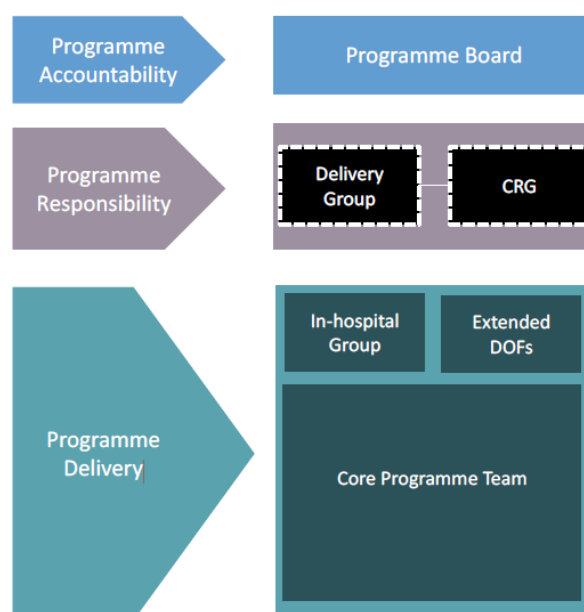 Programme
Accountability
Programme Board
Programme
Responsibility
Delivery
Group
CRG
In-hospital
Group
Extended
DOFs
Programme
Delivery
Core Programme Team